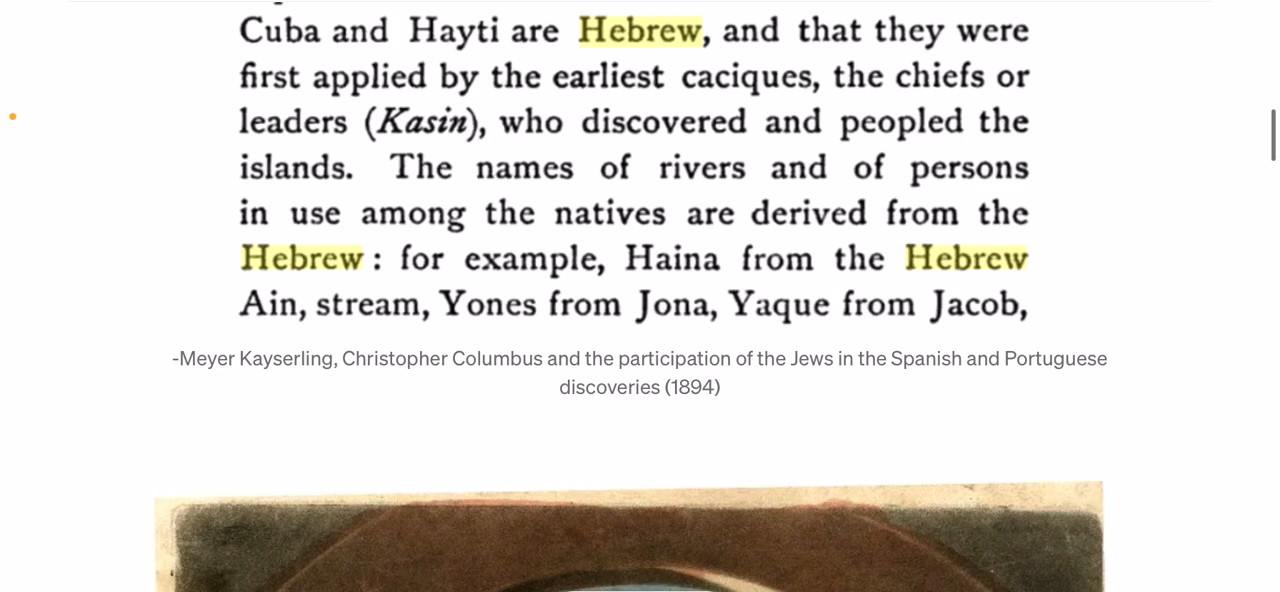 Cuba and Hayti are Hebrew, and that they were
first applied by the earliest caciques, the chiefs or
leaders (Kasin), who discovered and peopled the
islands. The names of rivers and of persons
in use among the natives are derived from the
Hebrew : for example, Haina from the Hebrew
Ain, stream, Yones from Jona, Yaque from Jacob,
-Meyer Kayserling, Christopher Columbus and the participation of the Jews in the Spanish and Portuguese
discoveries (1894)